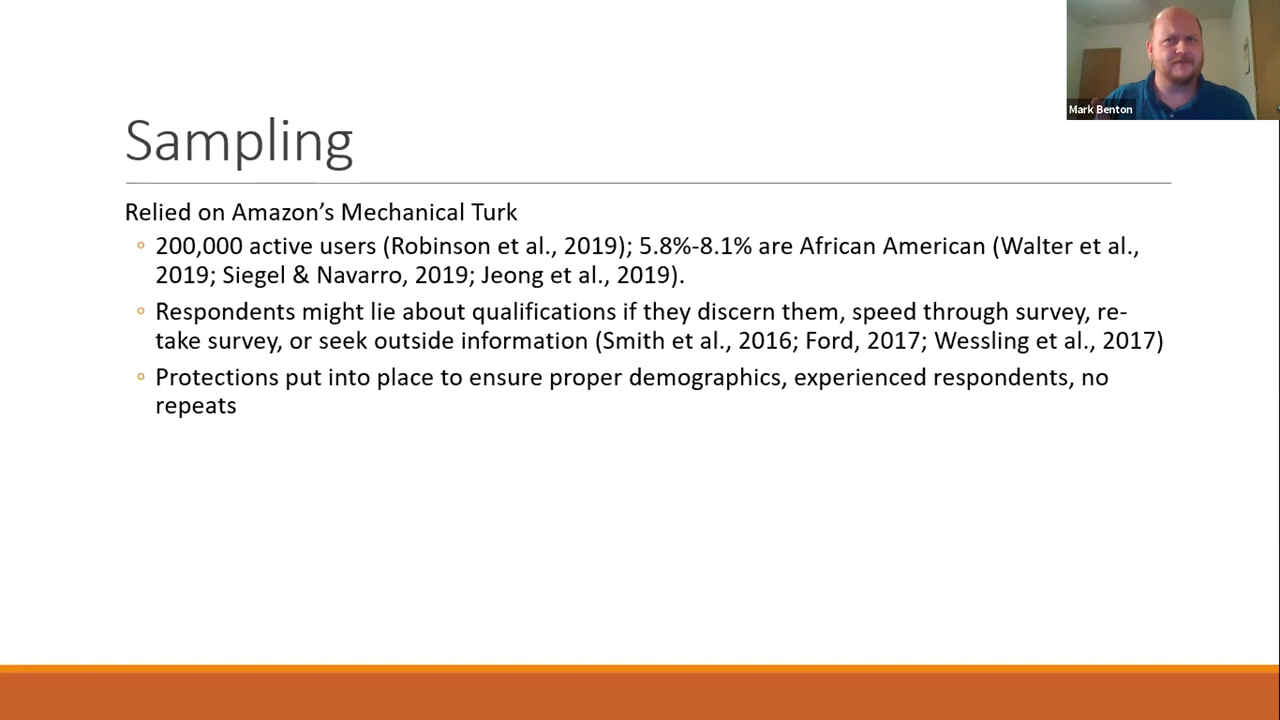 Mark Benton
Sampling
Relied on Amazon’s Mechanical Turk
200,000 active users (Robinson et al., 2019); 5.8%-8.1% are African American (Walter et al.,
2019; Siegel & Navarro, 2019; Jeong et al., 2019).
Respondents might lie about qualifications if they discern them, speed through survey, re-
take survey, or seek outside information (Smith et al., 2016; Ford, 2017; Wessling et al., 2017)
Protections put into place to ensure proper demographics, experienced respondents, no
repeats